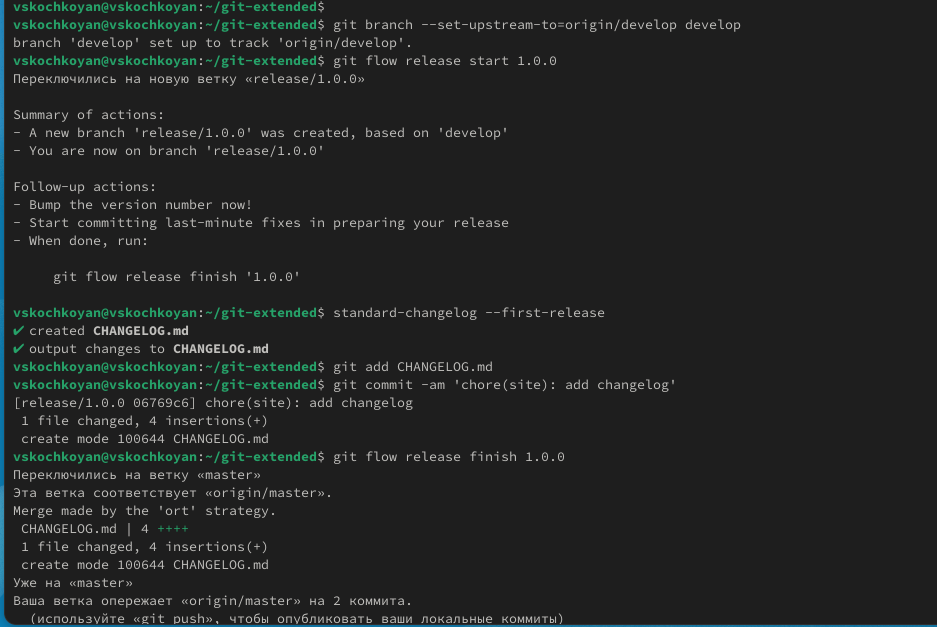 vskochkoyan@vskochkoyan:~/git-extended$
vskochkoyan@vskochkoyan:~/git-extended$ git branch --set-upstream-to=origin/develop develop
branch 'develop' set up to track 'origin/develop'.
vskochkoyan@vskochkoyan:~/git-extended$ git flow release start 1.0.0
Переключились на новую ветку «release/1.0.0»
Summary of actions:
- A new branch 'release/1.0.0' was created, based on 'develop'
- You are now on branch 'release/1.0.0'
Follow-up actions:
- Bump the version number now!
- Start committing last-minute fixes in preparing your release
- When done, run:
git flow release finish '1.0.0'
vskochkoyan@vskochkoyan:~/git-extended$ standard-changelog --first-release
✔ created CHANGELOG.md
✔ output changes to CHANGELOG.md
vskochkoyan@vskochkoyan:~/git-extended$ git add CHANGELOG.md
vskochkoyan@vskochkoyan:~/git-extended$ git commit -am 'chore(site): add changelog'
[release/1.0.0 06769c6] chore(site): add changelog
1 file changed, 4 insertions(+)
create mode 100644 CHANGELOG.md
vskochkoyan@vskochkoyan:~/git-extended$ git flow release finish 1.0.0
Переключились на ветку «master»
Эта ветка соответствует «origin/master».
Merge made by the 'ort' strategy.
CHANGELOG.md | 4 ++++
1 file changed, 4 insertions(+)
create mode 100644 CHANGELOG.md
Уже на «master»
Ваша ветка опережает «origin/master» на 2 коммита.
(используйте «git push», чтобы опубликовать ваши локальные коммиты)